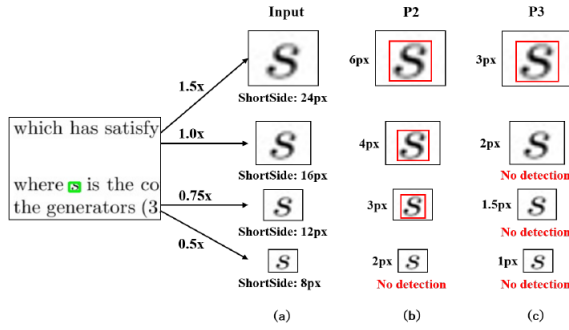 Input P2 P3
1.5x
6px s 3px s
s
ShortSide: 24px
which has satisfy
1.0x
4px s 2px s
s
ShortSide: 16px
No detection
where s is the co
the generators (3
0.75x
3px s 1.5px s
s
ShortSide: 12px
No detection
0.5x
2px s 1px s
s
ShortSide: 8px
No detection
No detection
(a) (b) (c)